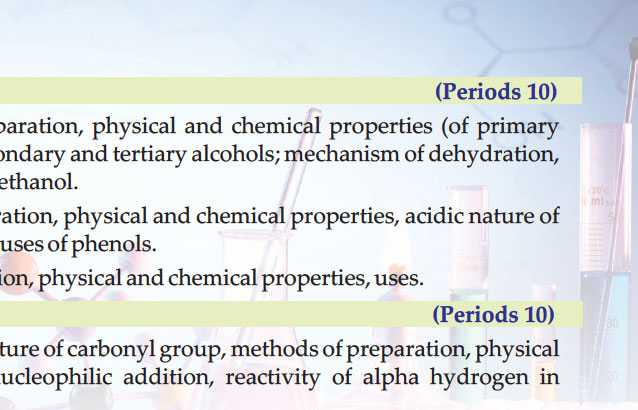 (Periods 10)
paration, physical and chemical properties (of primary
ondary and tertiary alcohols; mechanism of dehydration,
ethanol.
ration, physical and chemical properties, acidic nature of
uses of phenols.
ion, physical and chemical properties, uses.
(Periods 10)
ture of carbonyl group, methods of preparation, physical
nucleophilic addition, reactivity of alpha hydrogen in